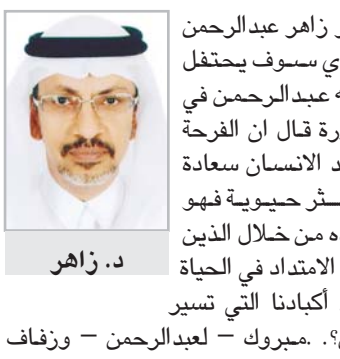 ر زاهر عبدالرحمن
ي سوف يحتفل
ه عبدالرحمن في
رة قال ان الفرحة
د الانسان سعادة
ـثر حيوية فهو
ه من خلال الذين
الامتداد في الحياة
أكبادنا التي تسير
؟. .مبروك – لعبدالرحمن – وزفاف
د. زاهر